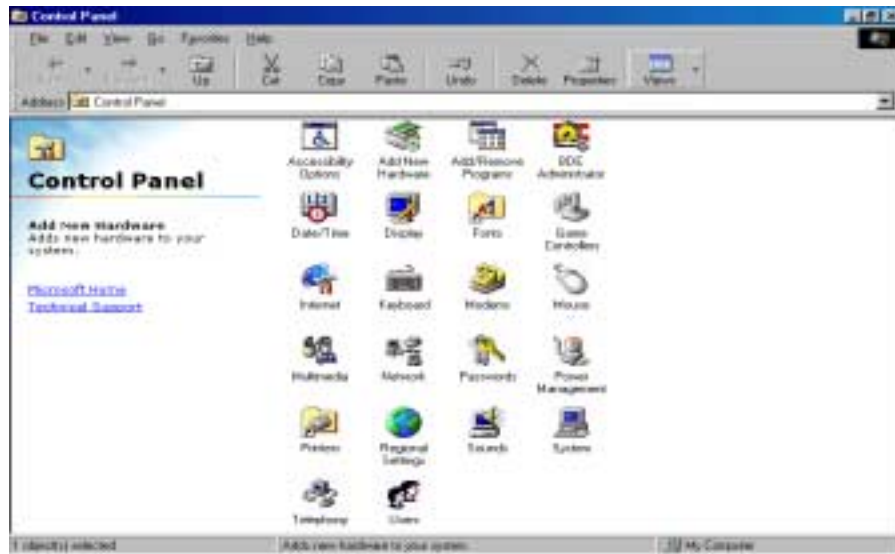 Control Panel
File Edit View Go Favorites Help
Up Cut Copy Paste Undo Delete Properties Views
Address Control Panel
Control Panel
Add New Hardware
Adds new hardware to your
system.
Microsoft Home
Technical Support
Accessibility Options
Add New Hardware
Add/Remove Programs
BDE Administrator
Date/Time
Display
Fonts
Game Controllers
Internet
Keyboard
Modems
Mouse
Multimedia
Network
Passwords
Power Management
Printers
Regional Settings
Sounds
System
Telephony
Users
1 object(s) selected
Adds new hardware to your system.
My Computer